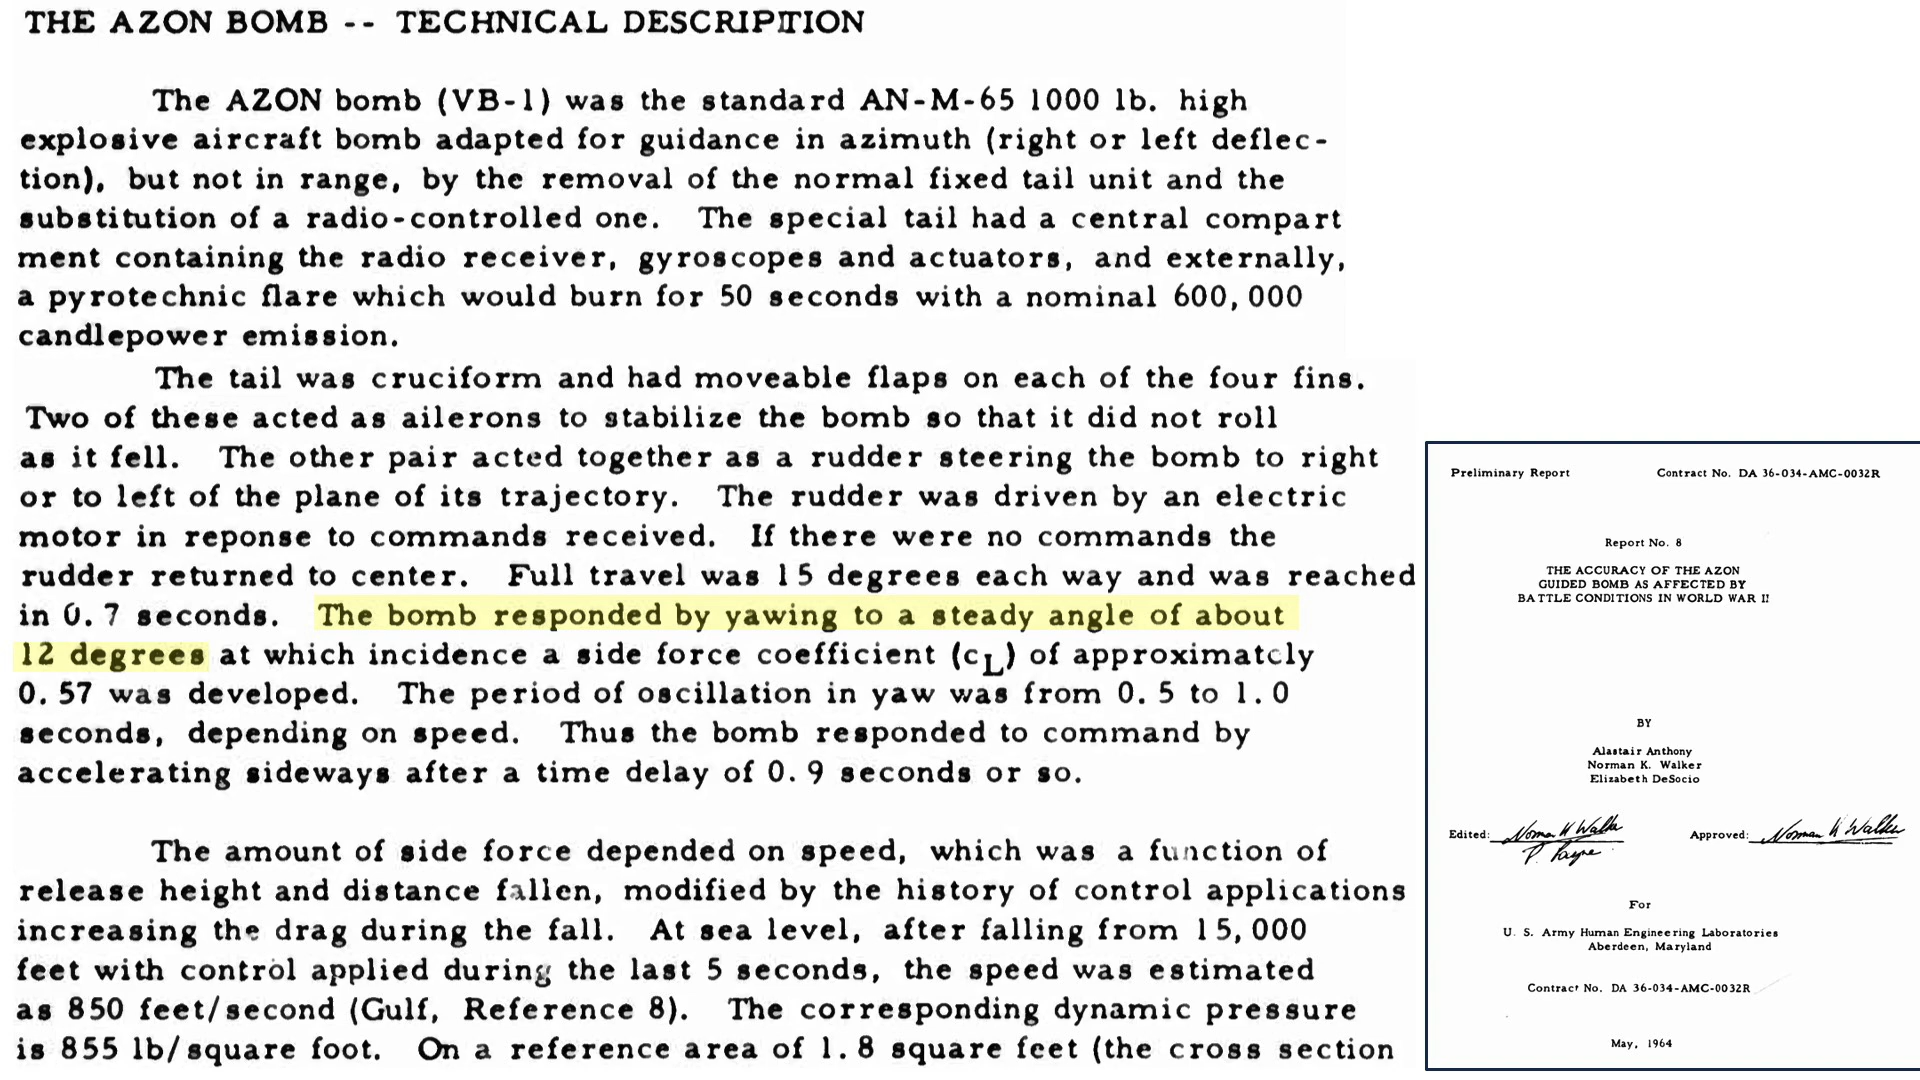 THE AZON BOMB -- TECHNICAL DESCRIPTION
The AZON bomb (VB-1) was the standard AN-M-65 1000 lb. high
explosive aircraft bomb adapted for guidance in azimuth (right or left deflec-
tion), but not in range, by the removal of the normal fixed tail unit and the
substitution of a radio-controlled one. The special tail had a central compart
ment containing the radio receiver, gyroscopes and actuators, and externally,
a pyrotechnic flare which would burn for 50 seconds with a nominal 600,000
candlepower emission.
The tail was cruciform and had moveable flaps on each of the four fins.
Two of these acted as ailerons to stabilize the bomb so that it did not roll
as it fell. The other pair acted together as a rudder steering the bomb to right
or to left of the plane of its trajectory. The rudder was driven by an electric
motor in reponse to commands received. If there were no commands the
rudder returned to center. Full travel was 15 degrees each way and was reached
in 0.7 seconds. The bomb responded by yawing to a steady angle of about
12 degrees at which incidence a side force coefficient (cL) of approximately
0.57 was developed. The period of oscillation in yaw was from 0.5 to 1.0
seconds, depending on speed. Thus the bomb responded to command by
accelerating sideways after a time delay of 0.9 seconds or so.
The amount of side force depended on speed, which was a function of
release height and distance fallen, modified by the history of control applications
increasing the drag during the fall. At sea level, after falling from 15,000
feet with control applied during the last 5 seconds, the speed was estimated
as 850 feet/second (Gulf, Reference 8). The corresponding dynamic pressure
is 855 lb/square foot. On a reference area of 1.8 square feet (the cross section
Preliminary Report Contract No. DA 36-034-AMC-0032R
Report No. 8
THE ACCURACY OF THE AZON
GUIDED BOMB AS AFFECTED BY
BATTLE CONDITIONS IN WORLD WAR II
BY
Alastair Anthony
Norman K. Walker
Elizabeth DeSocio
Edited: Norman K Walker Approved: Norman K Walker
P. Payne
For
U. S. Army Human Engineering Laboratories
Aberdeen, Maryland
Contract No. DA 36-034-AMC-0032R
May, 1964